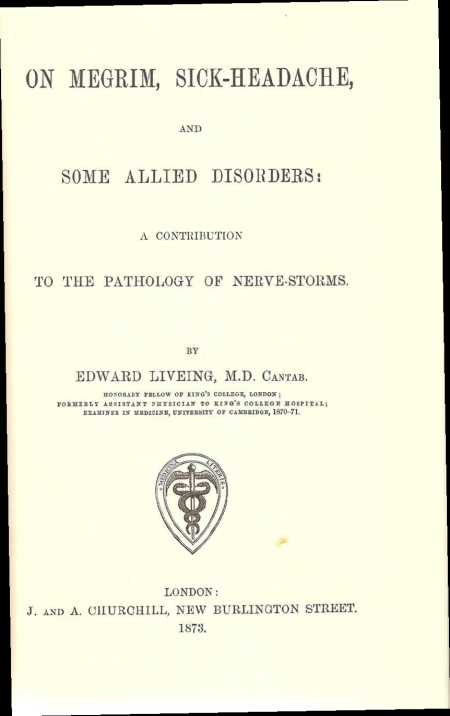 ON MEGRIM, SICK-HEADACHE,
AND
SOME ALLIED DISORDERS:
A CONTRIBUTION
TO THE PATHOLOGY OF NERVE-STORMS.
BY
EDWARD LIVEING, M.D. CANTAB.
HONORARY FELLOW OF KING'S COLLEGE, LONDON;
FORMERLY ASSISTANT PHYSICIAN TO KING'S COLLEGE HOSPITAL;
EXAMINER IN MEDICINE, UNIVERSITY OF CAMBRIDGE, 1870-71.
MEDICINA LITERIS
LONDON:
J. AND A. CHURCHILL, NEW BURLINGTON STREET.
1873.